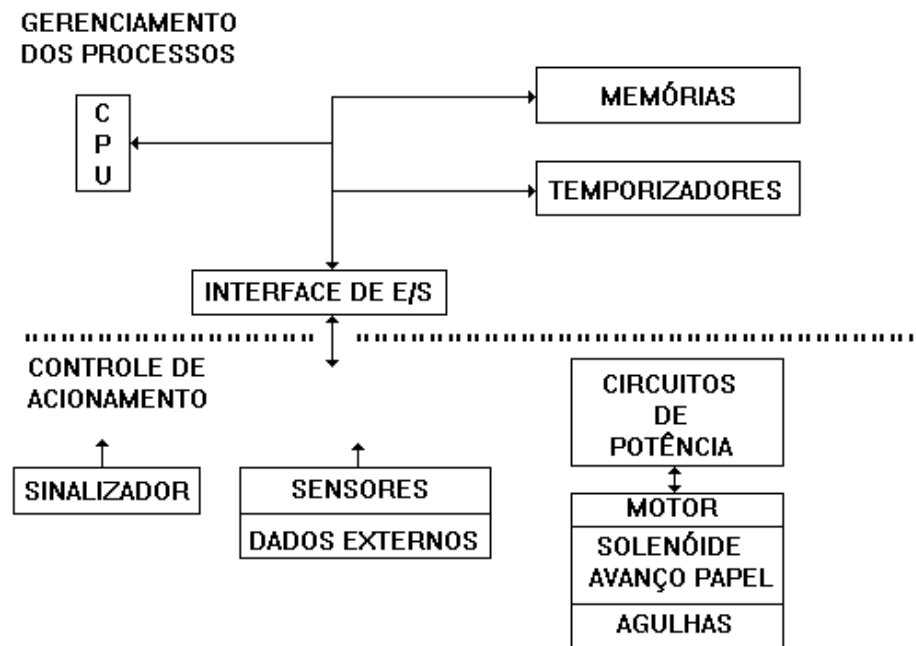 GERENCIAMENTO
DOS PROCESSOS
C
P
U
MEMÓRIAS
TEMPORIZADORES
INTERFACE DE E/S
CONTROLE DE
ACIONAMENTO
CIRCUITOS
DE
POTÊNCIA
SINALIZADOR
SENSORES
DADOS EXTERNOS
MOTOR
SOLENÓIDE
AVANÇO PAPEL
AGULHAS